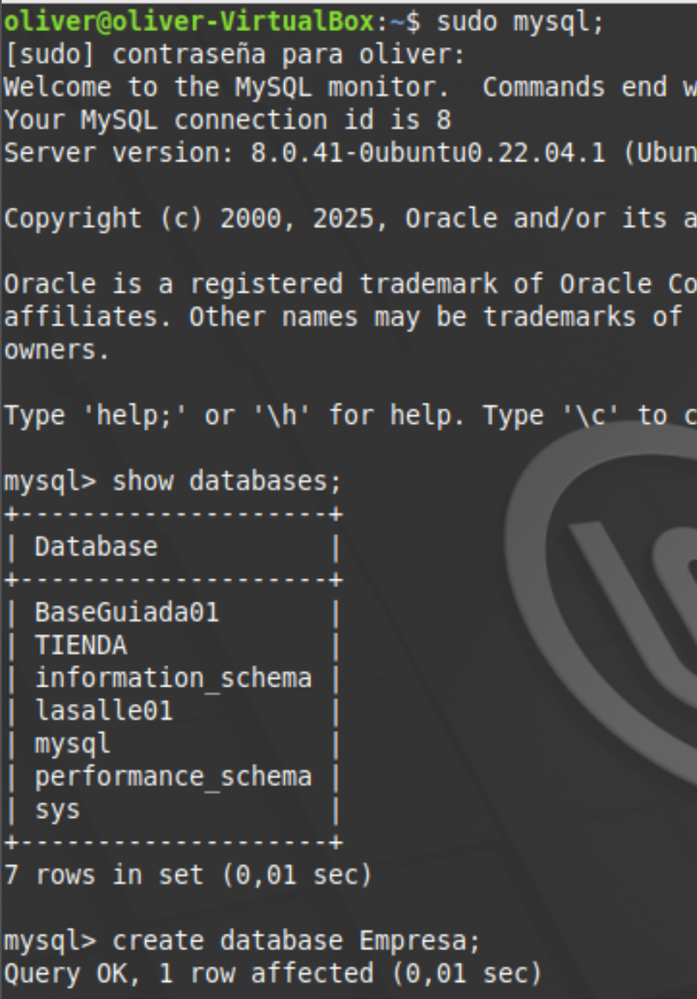 oliver@oliver-VirtualBox:~$ sudo mysql;
[sudo] contraseña para oliver:
Welcome to the MySQL monitor.  Commands end w
Your MySQL connection id is 8
Server version: 8.0.41-0ubuntu0.22.04.1 (Ubun
Copyright (c) 2000, 2025, Oracle and/or its a
Oracle is a registered trademark of Oracle Co
affiliates. Other names may be trademarks of
owners.
Type 'help;' or '\h' for help. Type '\c' to c
mysql> show databases;
+--------------------+
| Database           |
+--------------------+
| BaseGuiada01       |
| TIENDA             |
| information_schema |
| lasalle01          |
| mysql              |
| performance_schema |
| sys                |
+--------------------+
7 rows in set (0,01 sec)
mysql> create database Empresa;
Query OK, 1 row affected (0,01 sec)